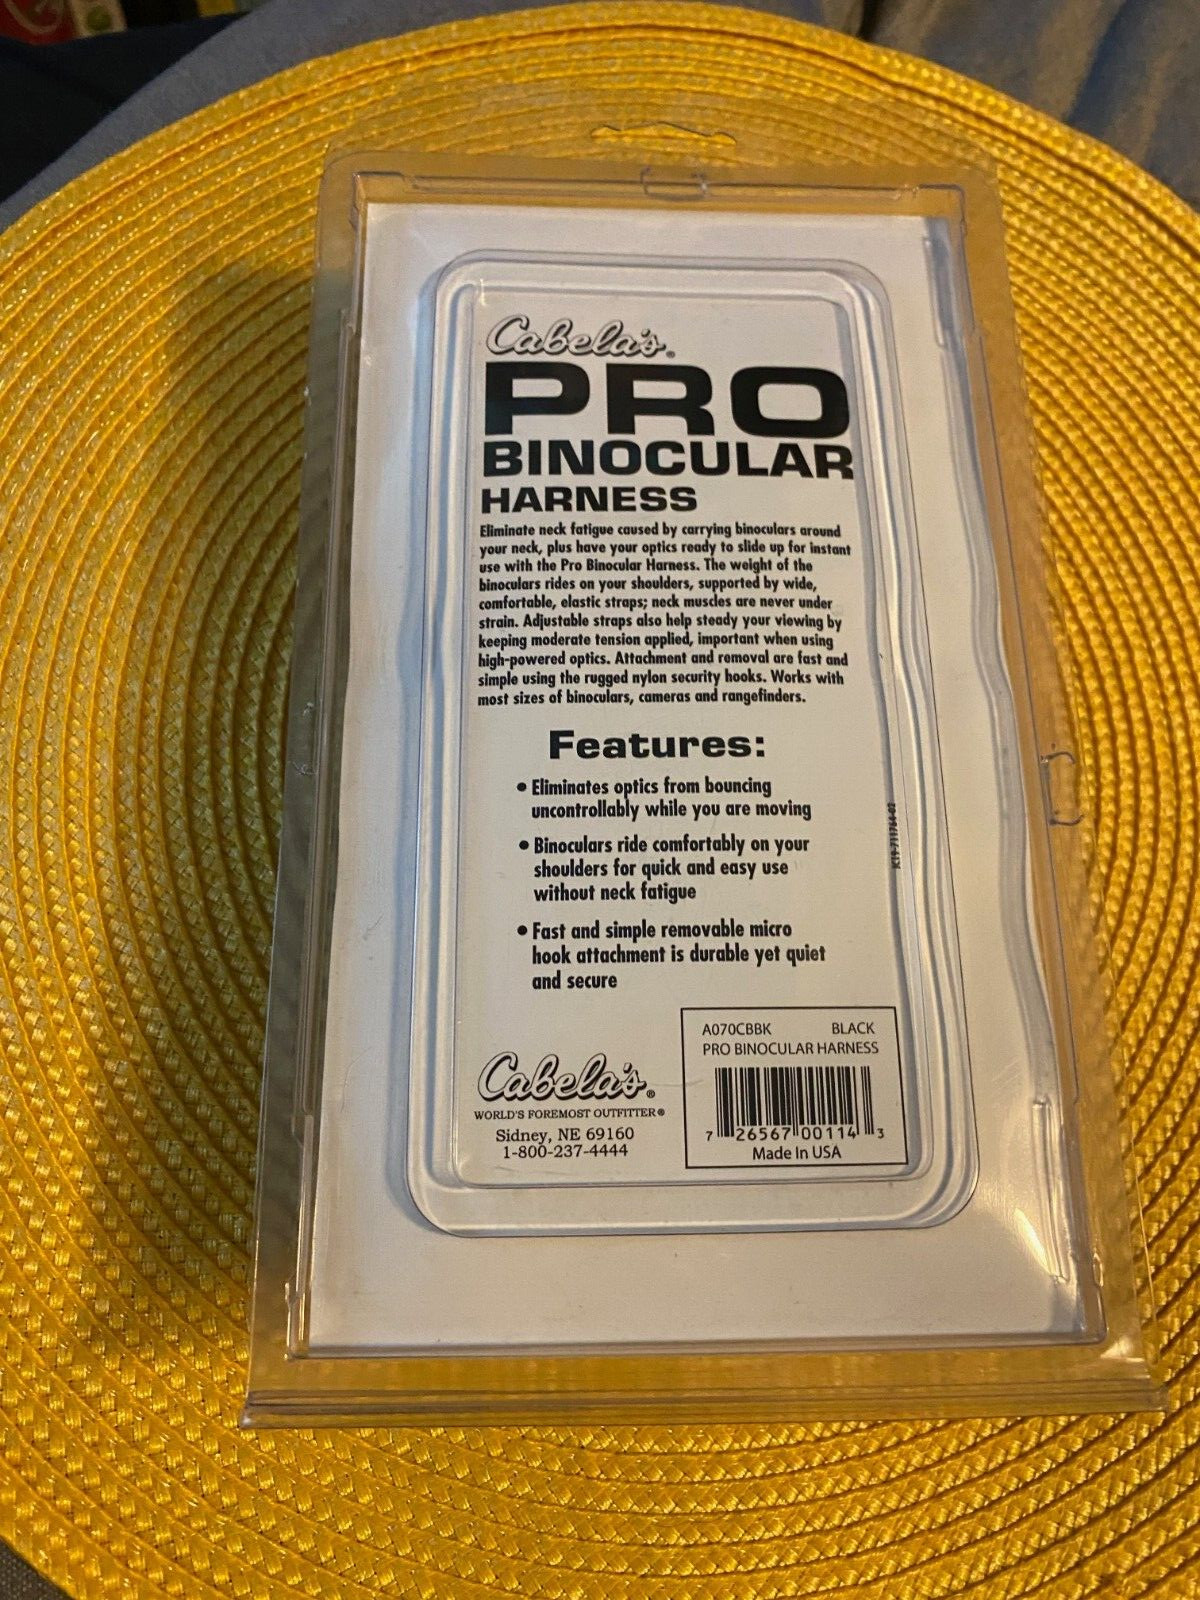 Cabela's®
PRO
BINOCULAR
HARNESS
Eliminate neck fatigue caused by carrying binoculars around
your neck, plus have your optics ready to slide up for instant
use with the Pro Binocular Harness. The weight of the
binoculars rides on your shoulders, supported by wide,
comfortable, elastic straps; neck muscles are never under
strain. Adjustable straps also help steady your viewing by
keeping moderate tension applied, important when using
high-powered optics. Attachment and removal are fast and
simple using the rugged nylon security hooks. Works with
most sizes of binoculars, cameras and rangefinders.
Features:
• Eliminates optics from bouncing
uncontrollably while you are moving
• Binoculars ride comfortably on your
shoulders for quick and easy use
without neck fatigue
• Fast and simple removable micro
hook attachment is durable yet quiet
and secure
Cabela's®
WORLD'S FOREMOST OUTFITTER®
Sidney, NE 69160
1-800-237-4444
A070CBBK BLACK
PRO BINOCULAR HARNESS
7 26567 00114 3
Made In USA